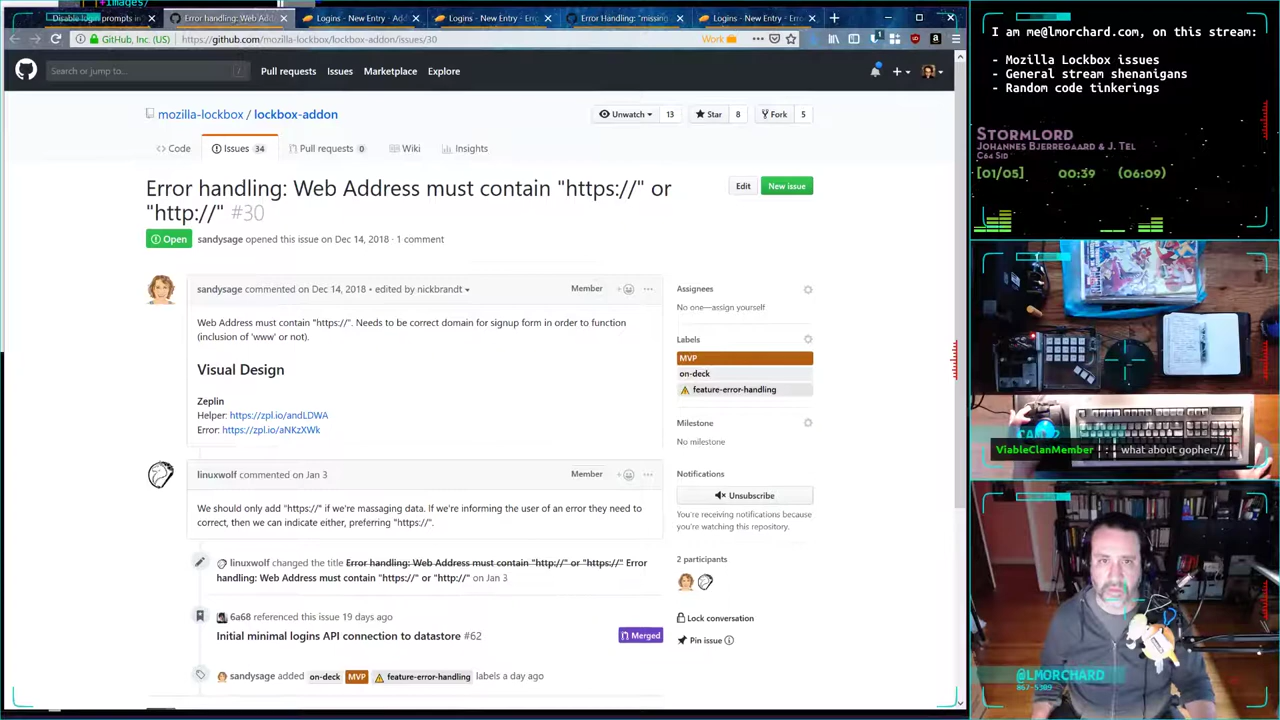 images/
Disable login prompts in
Error handling: Web Add
Logins - New Entry · Ad
Logins - New Entry
Error Handling: "missing
Logins - New Entry
GitHub, Inc. (US)
https://github.com/mozilla-lockbox/lockbox-addon/issues/30
Work
Search or jump to...
/
Pull requests
Issues
Marketplace
Explore
mozilla-lockbox / lockbox-addon
Unwatch 13
Star 8
Fork 5
Code
Issues 34
Pull requests 0
Wiki
Insights
Error handling: Web Address must contain "https://" or
"http://" #30
Edit
New issue
Open
sandysage opened this issue on Dec 14, 2018 · 1 comment
sandysage commented on Dec 14, 2018 • edited by nickbrandt
Member
Web Address must contain "https://". Needs to be correct domain for signup form in order to function
(inclusion of 'www' or not).
Visual Design
Zeplin
Helper: https://zpl.io/andLDWA
Error: https://zpl.io/aNKzXWk
linuxwolf commented on Jan 3
Member
We should only add "https://" if we're massaging data. If we're informing the user of an error they need to
correct, then we can indicate either, preferring "https://".
linuxwolf changed the title Error handling: Web Address must contain "http://" or "https://" Error
handling: Web Address must contain "https://" or "http://" on Jan 3
6a68 referenced this issue 19 days ago
Initial minimal logins API connection to datastore #62
Merged
sandysage added on-deck MVP feature-error-handling labels a day ago
Assignees
No one—assign yourself
Labels
MVP
on-deck
feature-error-handling
Milestone
No milestone
Notifications
Unsubscribe
You're receiving notifications because
you're watching this repository.
2 participants
Lock conversation
Pin issue
I am me@lmorchard.com, on this stream:
- Mozilla Lockbox issues
- General stream shenanigans
- Random code tinkerings
STORMLORD
JOHANNES BJERREGAARD & J. TEL
C64 SID
[01/05] 00:39 (06:09)
ViableClanMember : what about gopher://
@LMORCHARD
867-5309